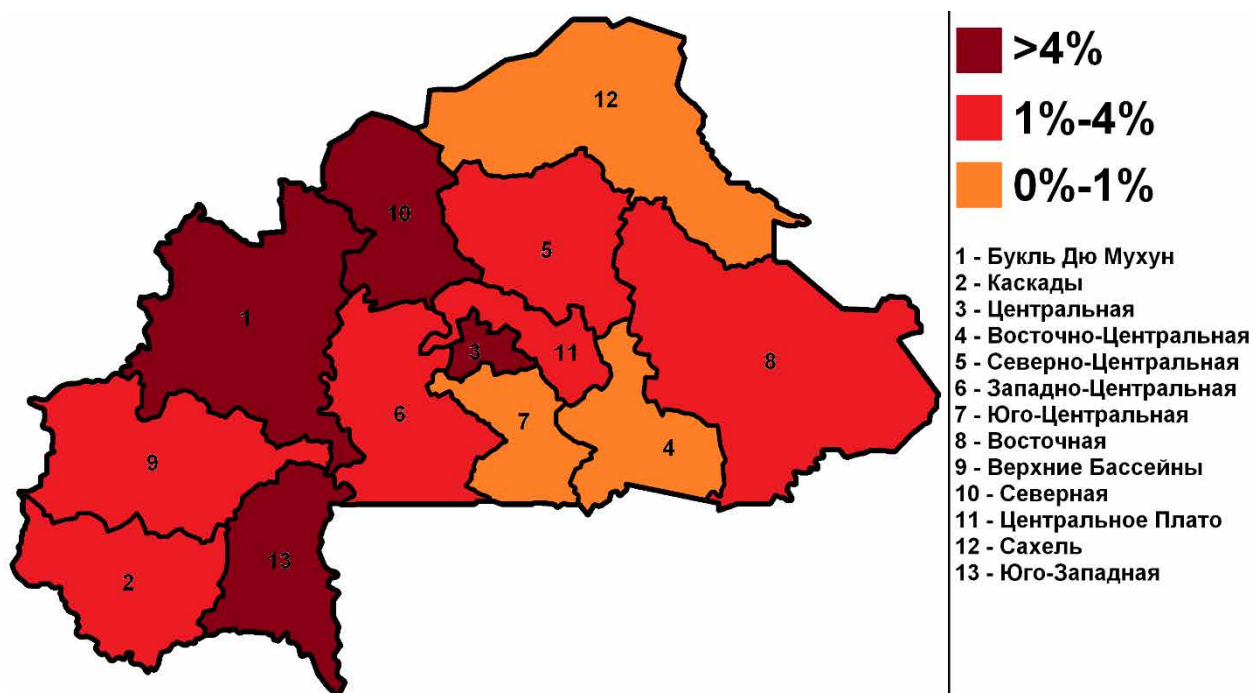 >4%
1%-4%
0%-1%
1 - Букль Дю Мухун
2 - Каскады
3 - Центральная
4 - Восточно-Центральная
5 - Северно-Центральная
6 - Западно-Центральная
7 - Юго-Центральная
8 - Восточная
9 - Верхние Бассейны
10 - Северная
11 - Центральное Плато
12 - Сахель
13 - Юго-Западная
12
10
5
1
3
11
8
6
7
4
9
2
13